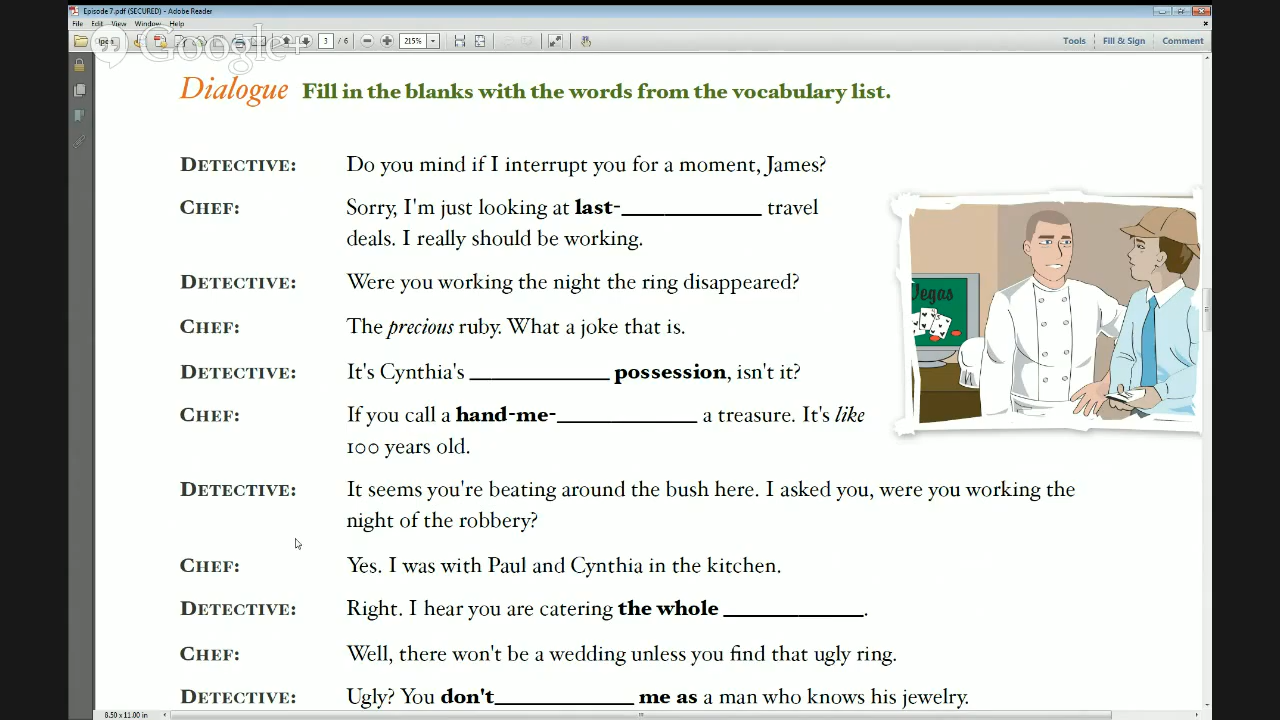 Episode 7.pdf (SECURED) - Adobe Reader
File Edit View Window Help
Open 3 / 6 215% Tools Fill & Sign Comment
Google+
Dialogue Fill in the blanks with the words from the vocabulary list.
DETECTIVE: Do you mind if I interrupt you for a moment, James?
CHEF: Sorry, I'm just looking at last-____________ travel
deals. I really should be working.
DETECTIVE: Were you working the night the ring disappeared?
CHEF: The precious ruby. What a joke that is.
DETECTIVE: It's Cynthia's ____________ possession, isn't it?
CHEF: If you call a hand-me-____________ a treasure. It's like
100 years old.
Vegas
DETECTIVE: It seems you're beating around the bush here. I asked you, were you working the
night of the robbery?
CHEF: Yes. I was with Paul and Cynthia in the kitchen.
DETECTIVE: Right. I hear you are catering the whole ____________.
CHEF: Well, there won't be a wedding unless you find that ugly ring.
DETECTIVE: Ugly? You don't____________ me as a man who knows his jewelry.
8.50 x 11.00 in